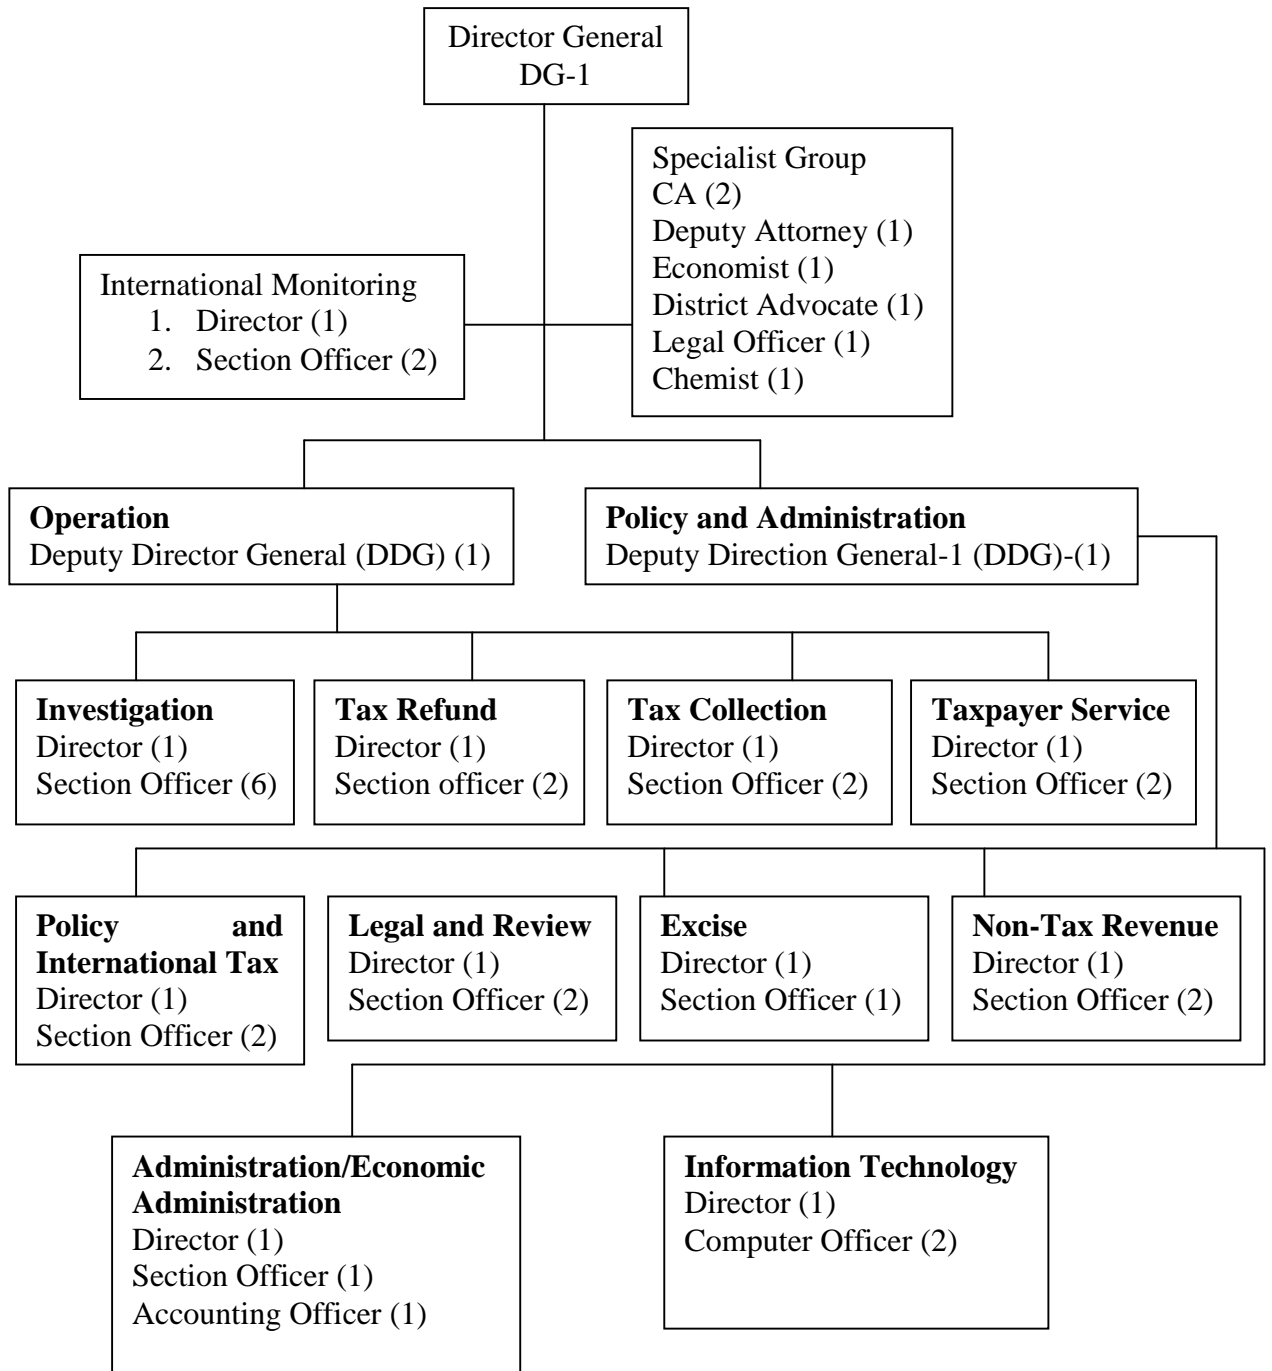 Director General
DG-1
Specialist Group
CA (2)
Deputy Attorney (1)
Economist (1)
District Advocate (1)
Legal Officer (1)
Chemist (1)
International Monitoring
1. Director (1)
2. Section Officer (2)
Operation
Deputy Director General (DDG) (1)
Policy and Administration
Deputy Direction General-1 (DDG)-(1)
Investigation
Director (1)
Section Officer (6)
Tax Refund
Director (1)
Section officer (2)
Tax Collection
Director (1)
Section Officer (2)
Taxpayer Service
Director (1)
Section Officer (2)
Policy and
International Tax
Director (1)
Section Officer (2)
Legal and Review
Director (1)
Section Officer (2)
Excise
Director (1)
Section Officer (1)
Non-Tax Revenue
Director (1)
Section Officer (2)
Administration/Economic
Administration
Director (1)
Section Officer (1)
Accounting Officer (1)
Information Technology
Director (1)
Computer Officer (2)